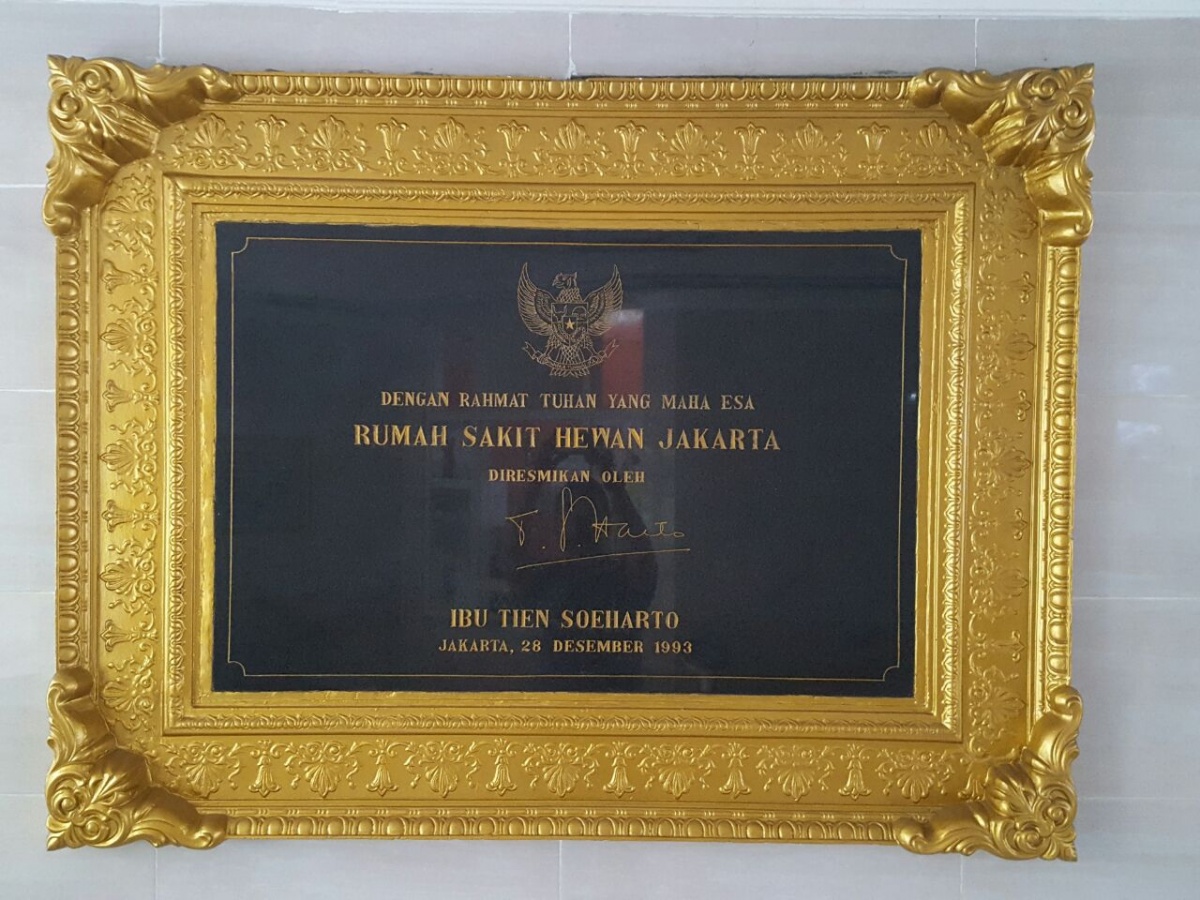 DENGAN RAHMAT TUHAN YANG MAHA ESA
RUMAH SAKIT HEWAN JAKARTA
DIRESMIKAN OLEH
T. S. Harto
IBU TIEN SOEHARTO
JAKARTA, 28 DESEMBER 1993